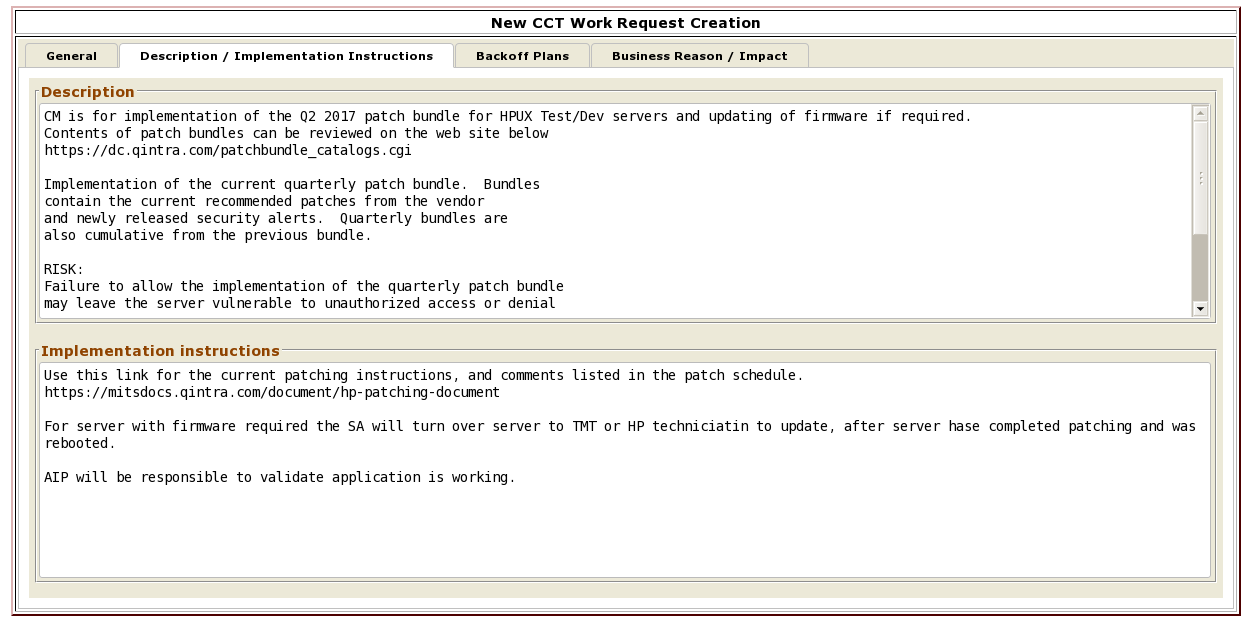 New CCT Work Request Creation
General
Description / Implementation Instructions
Backoff Plans
Business Reason / Impact
Description
CM is for implementation of the Q2 2017 patch bundle for HPUX Test/Dev servers and updating of firmware if required.
Contents of patch bundles can be reviewed on the web site below
https://dc.qintra.com/patchbundle_catalogs.cgi
Implementation of the current quarterly patch bundle.  Bundles
contain the current recommended patches from the vendor
and newly released security alerts.  Quarterly bundles are
also cumulative from the previous bundle.
RISK:
Failure to allow the implementation of the quarterly patch bundle
may leave the server vulnerable to unauthorized access or denial
Implementation instructions
Use this link for the current patching instructions, and comments listed in the patch schedule.
https://mitsdocs.qintra.com/document/hp-patching-document
For server with firmware required the SA will turn over server to TMT or HP techniciatin to update, after server hase completed patching and was
rebooted.
AIP will be responsible to validate application is working.